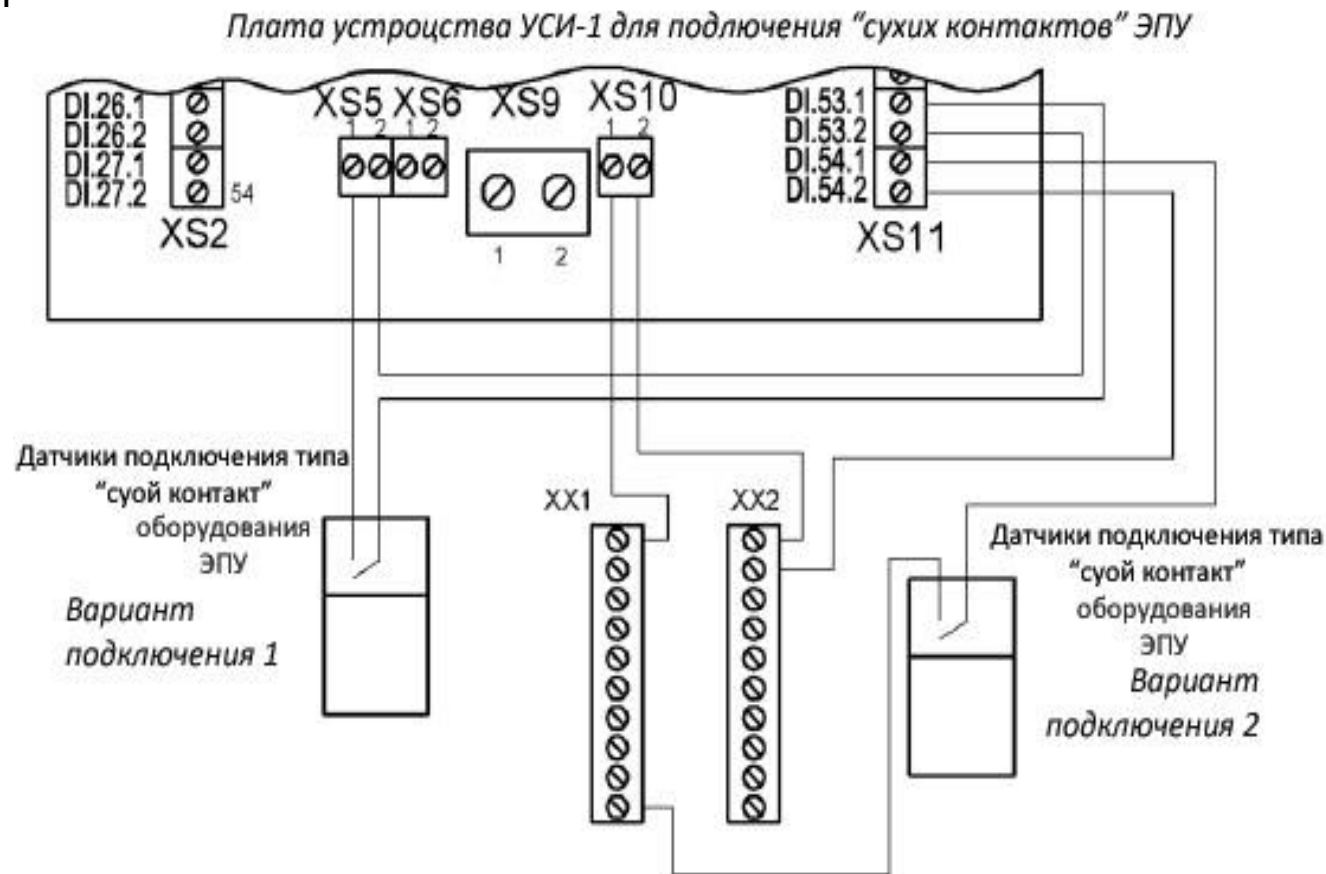 Плата устроцства УСИ-1 для подлючения “сухих контактов” ЭПУ
DI.26.1
DI.26.2
DI.27.1
DI.27.2
54
XS2
XS5 XS6 XS9 XS10
1 2 1 2
1 2
1 2
DI.53.1
DI.53.2
DI.54.1
DI.54.2
XS11
Датчики подключения типа
“суой контакт”
оборудования
ЭПУ
Вариант
подключения 1
XX1
XX2
Датчики подключения типа
“суой контакт”
оборудования
ЭПУ
Вариант
подключения 2